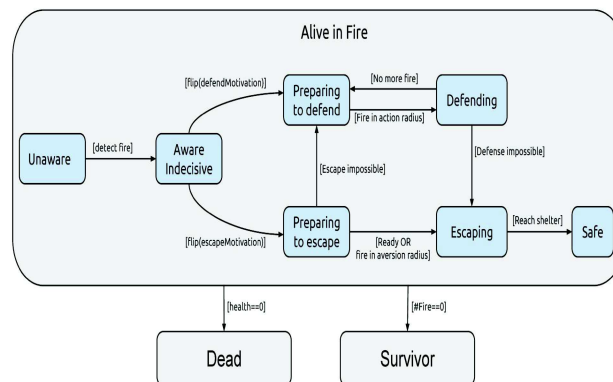 Alive in Fire
[flip(defendMotivation)]
Preparing
to defend
[No more fire]
[Fire in action radius]
Defending
Unaware
[detect fire]
Aware
Indecisive
[Escape impossible]
[Defense impossible]
[flip(escapeMotivation)]
Preparing
to escape
[Ready OR
fire in aversion radius]
Escaping
[Reach shelter]
Safe
[health==0]
[#Fire==0]
Dead
Survivor